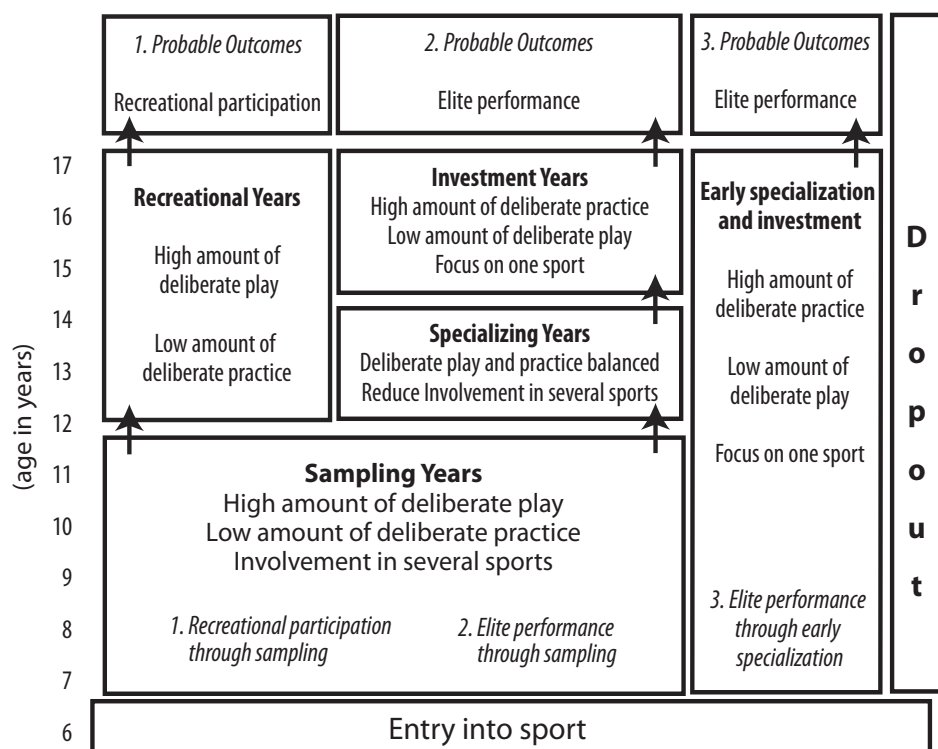 1. Probable Outcomes
Recreational participation
2. Probable Outcomes
Elite performance
3. Probable Outcomes
Elite performance
Recreational Years
High amount of
deliberate play
Low amount of
deliberate practice
Investment Years
High amount of deliberate practice
Low amount of deliberate play
Focus on one sport
Specializing Years
Deliberate play and practice balanced
Reduce Involvement in several sports
Early specialization
and investment
High amount of
deliberate practice
Low amount of
deliberate play
Focus on one sport
3. Elite performance
through early
specialization
Sampling Years
High amount of deliberate play
Low amount of deliberate practice
Involvement in several sports
1. Recreational participation
through sampling
2. Elite performance
through sampling
Dropout
(age in years)
17
16
15
14
13
12
11
10
9
8
7
6
Entry into sport